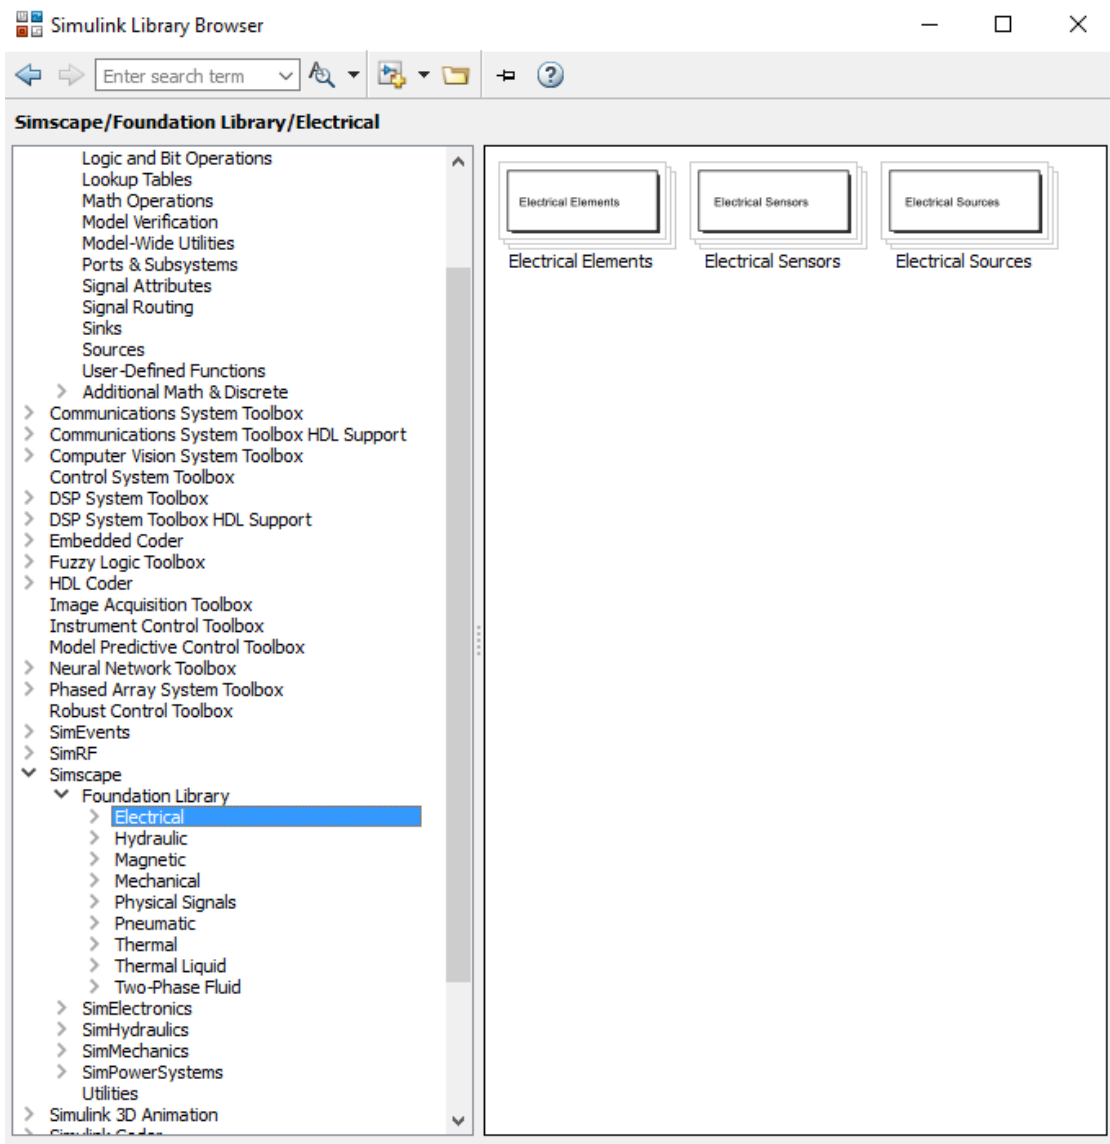 Simulink Library Browser
Enter search term
Simscape/Foundation Library/Electrical
Logic and Bit Operations
Lookup Tables
Math Operations
Model Verification
Model-Wide Utilities
Ports & Subsystems
Signal Attributes
Signal Routing
Sinks
Sources
User-Defined Functions
Additional Math & Discrete
Communications System Toolbox
Communications System Toolbox HDL Support
Computer Vision System Toolbox
Control System Toolbox
DSP System Toolbox
DSP System Toolbox HDL Support
Embedded Coder
Fuzzy Logic Toolbox
HDL Coder
Image Acquisition Toolbox
Instrument Control Toolbox
Model Predictive Control Toolbox
Neural Network Toolbox
Phased Array System Toolbox
Robust Control Toolbox
SimEvents
SimRF
Simscape
Foundation Library
Electrical
Hydraulic
Magnetic
Mechanical
Physical Signals
Pneumatic
Thermal
Thermal Liquid
Two-Phase Fluid
SimElectronics
SimHydraulics
SimMechanics
SimPowerSystems
Utilities
Simulink 3D Animation
Simulink Coder
Electrical Elements
Electrical Sensors
Electrical Sources
Electrical Elements
Electrical Sensors
Electrical Sources